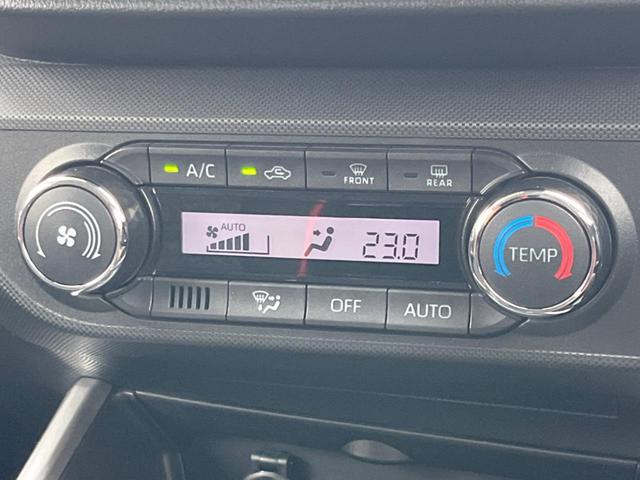 A/C
FRONT
REAR
AUTO
23.0
TEMP
OFF
AUTO